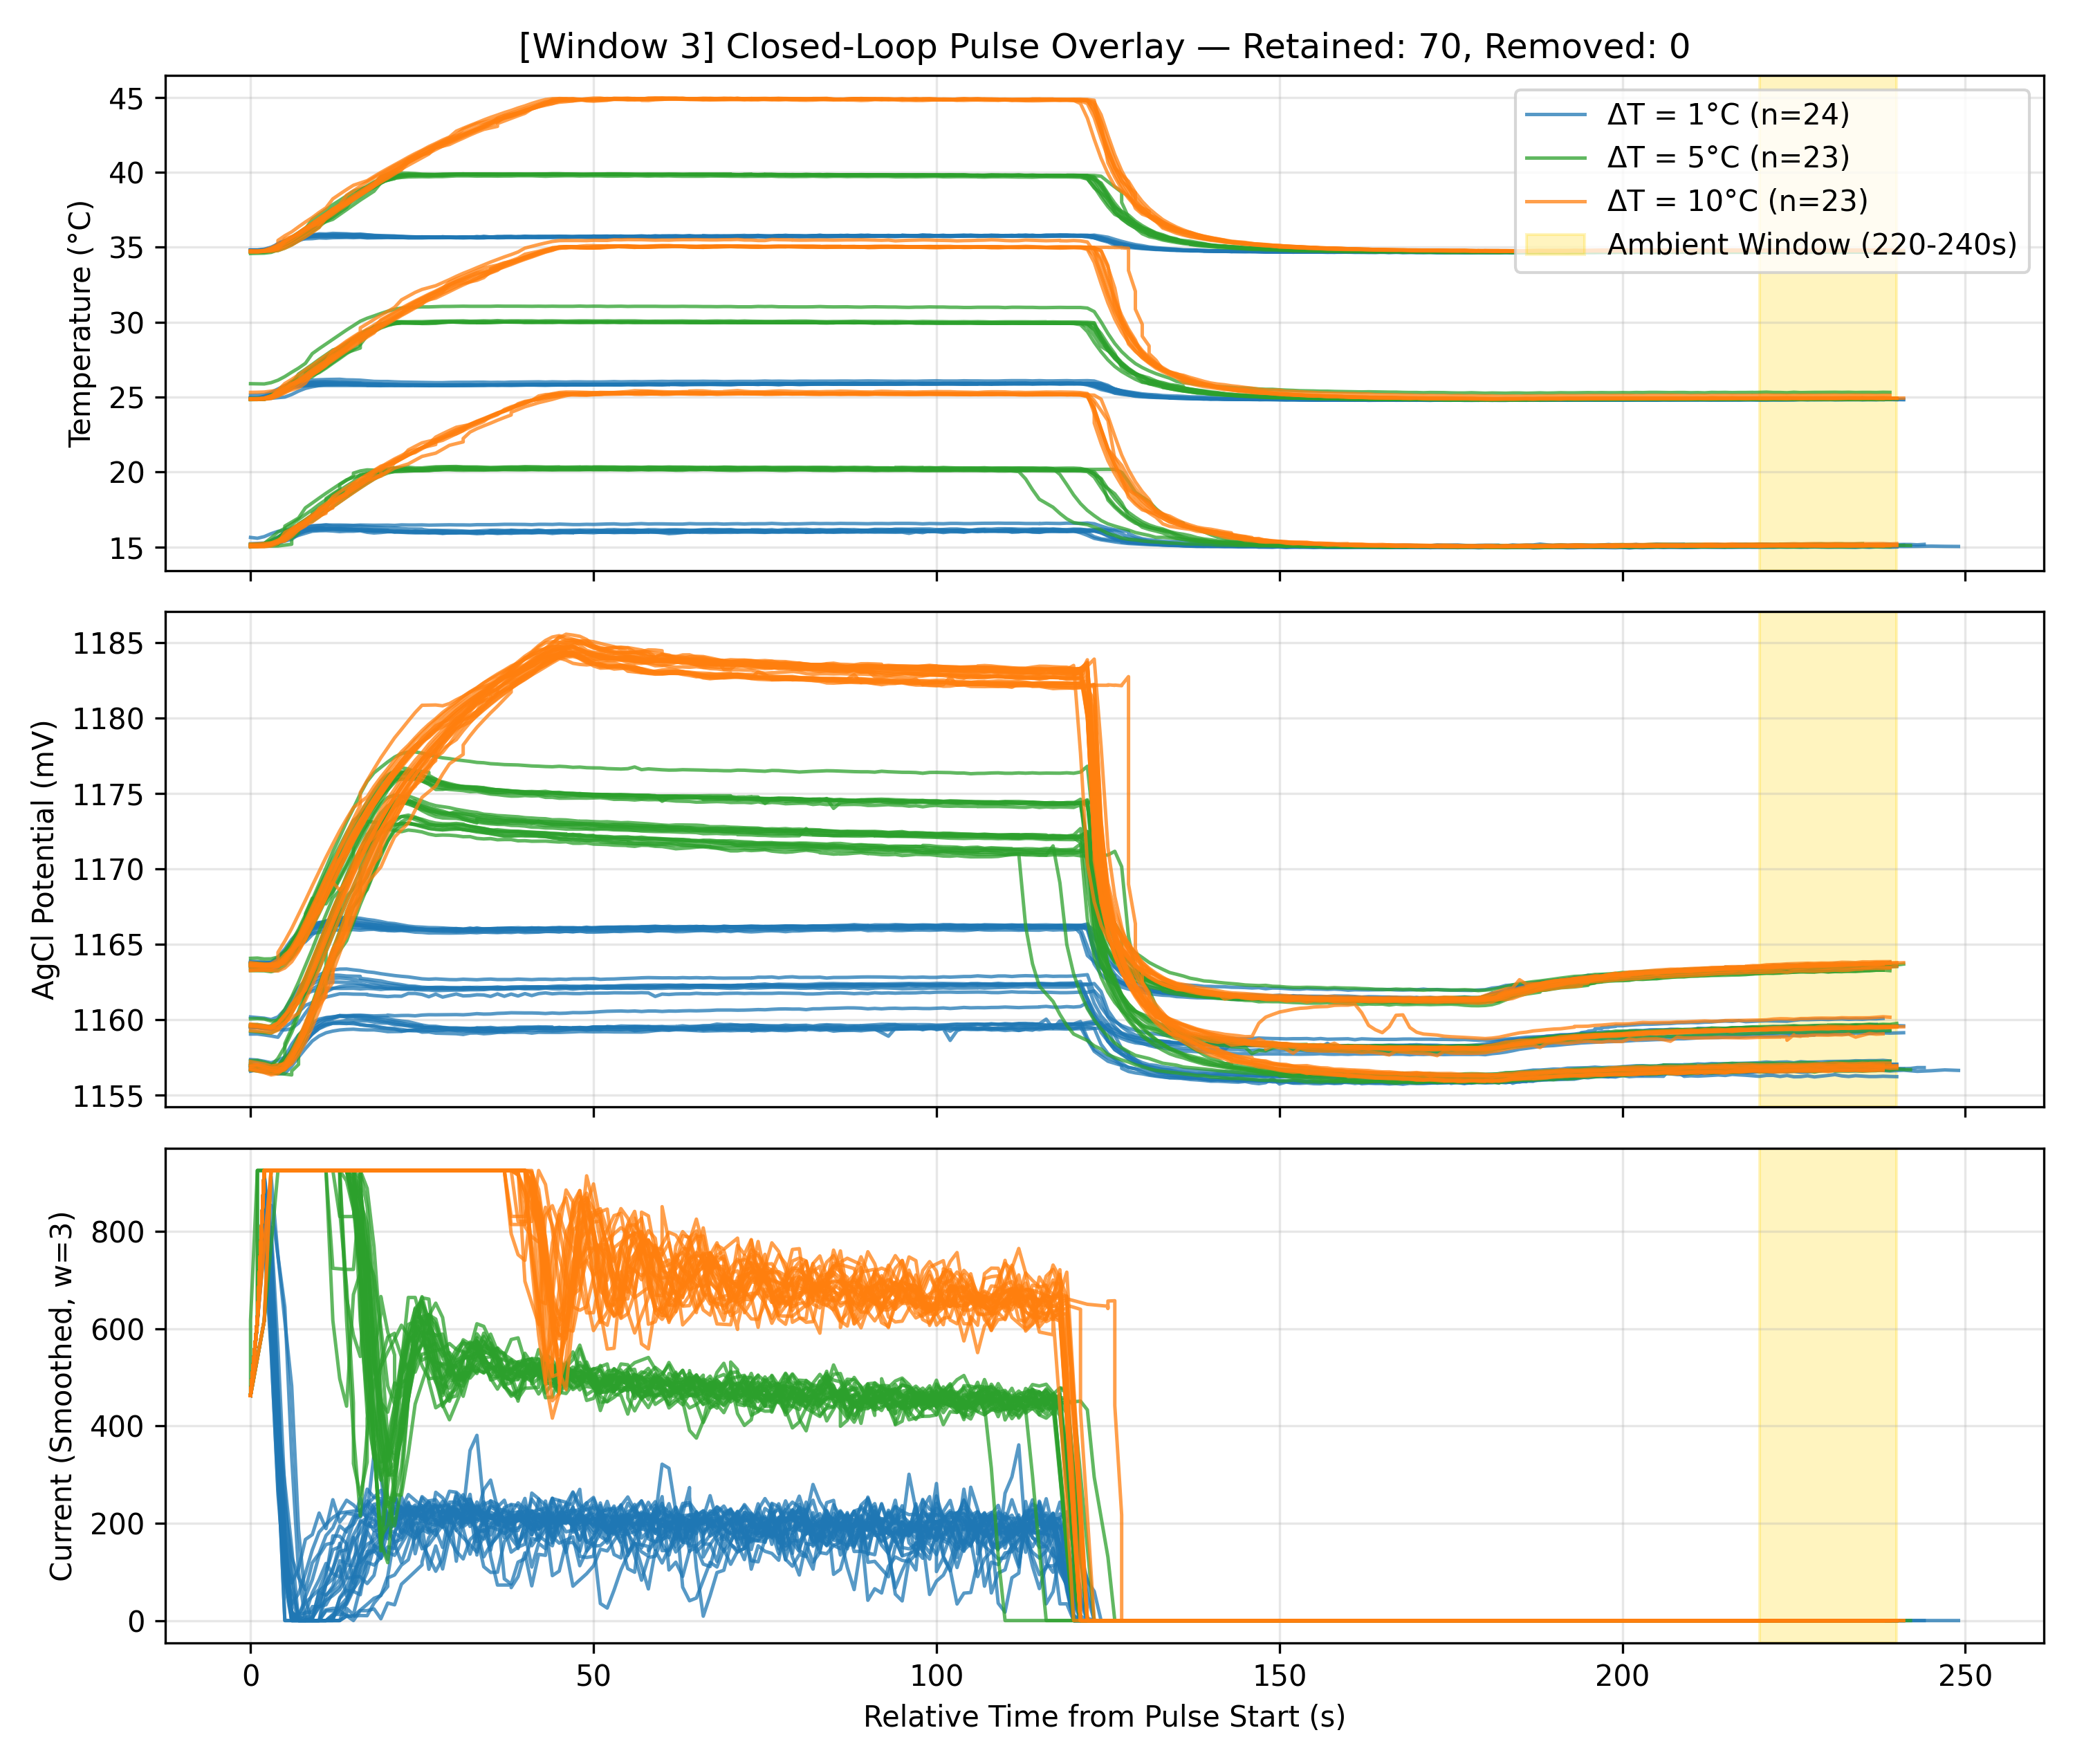 [Window 3] Closed-Loop Pulse Overlay — Retained: 70, Removed: 0
Temperature (°C)
45
40
35
30
25
20
15
ΔT = 1°C (n=24)
ΔT = 5°C (n=23)
ΔT = 10°C (n=23)
Ambient Window (220-240s)
AgCl Potential (mV)
1185
1180
1175
1170
1165
1160
1155
Current (Smoothed, w=3)
800
600
400
200
0
0 50 100 150 200 250
Relative Time from Pulse Start (s)